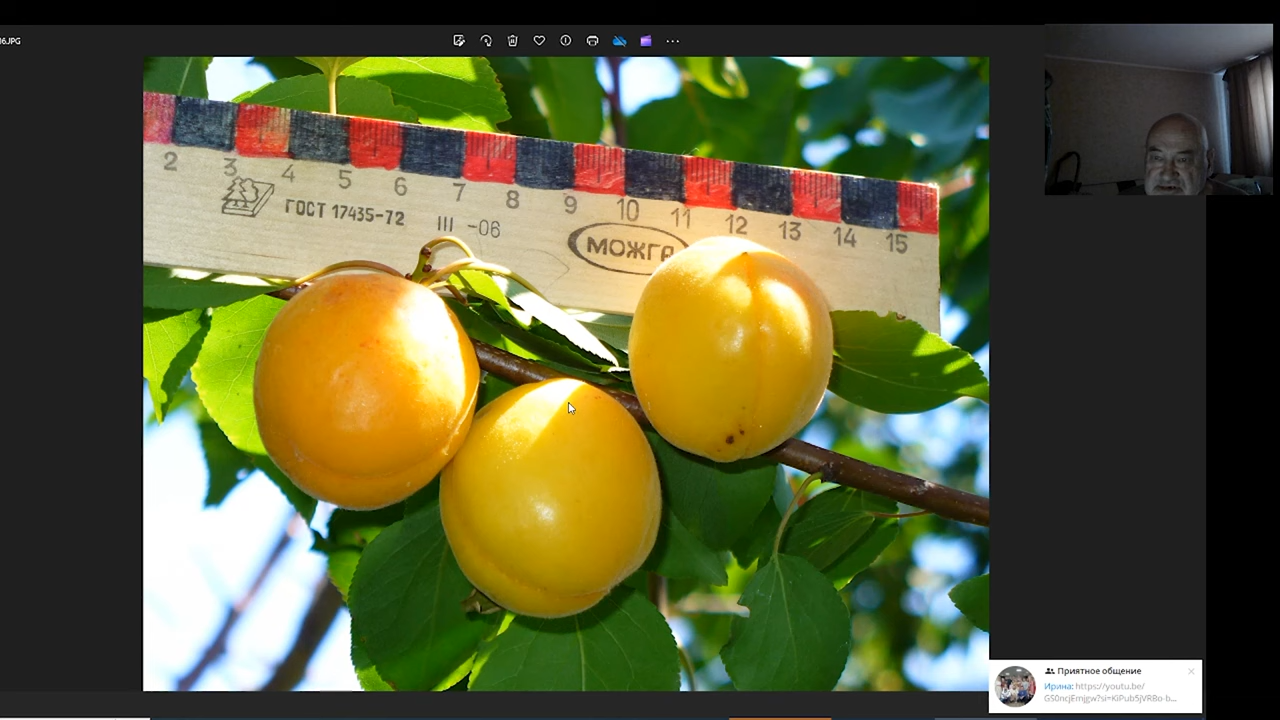 06.JPG
2 3 4 5 6 7 8 9 10 11 12 13 14 15
ГОСТ 17435-72 III -06
МОЖГА
Приятное общение
Ирина: https://youtu.be/